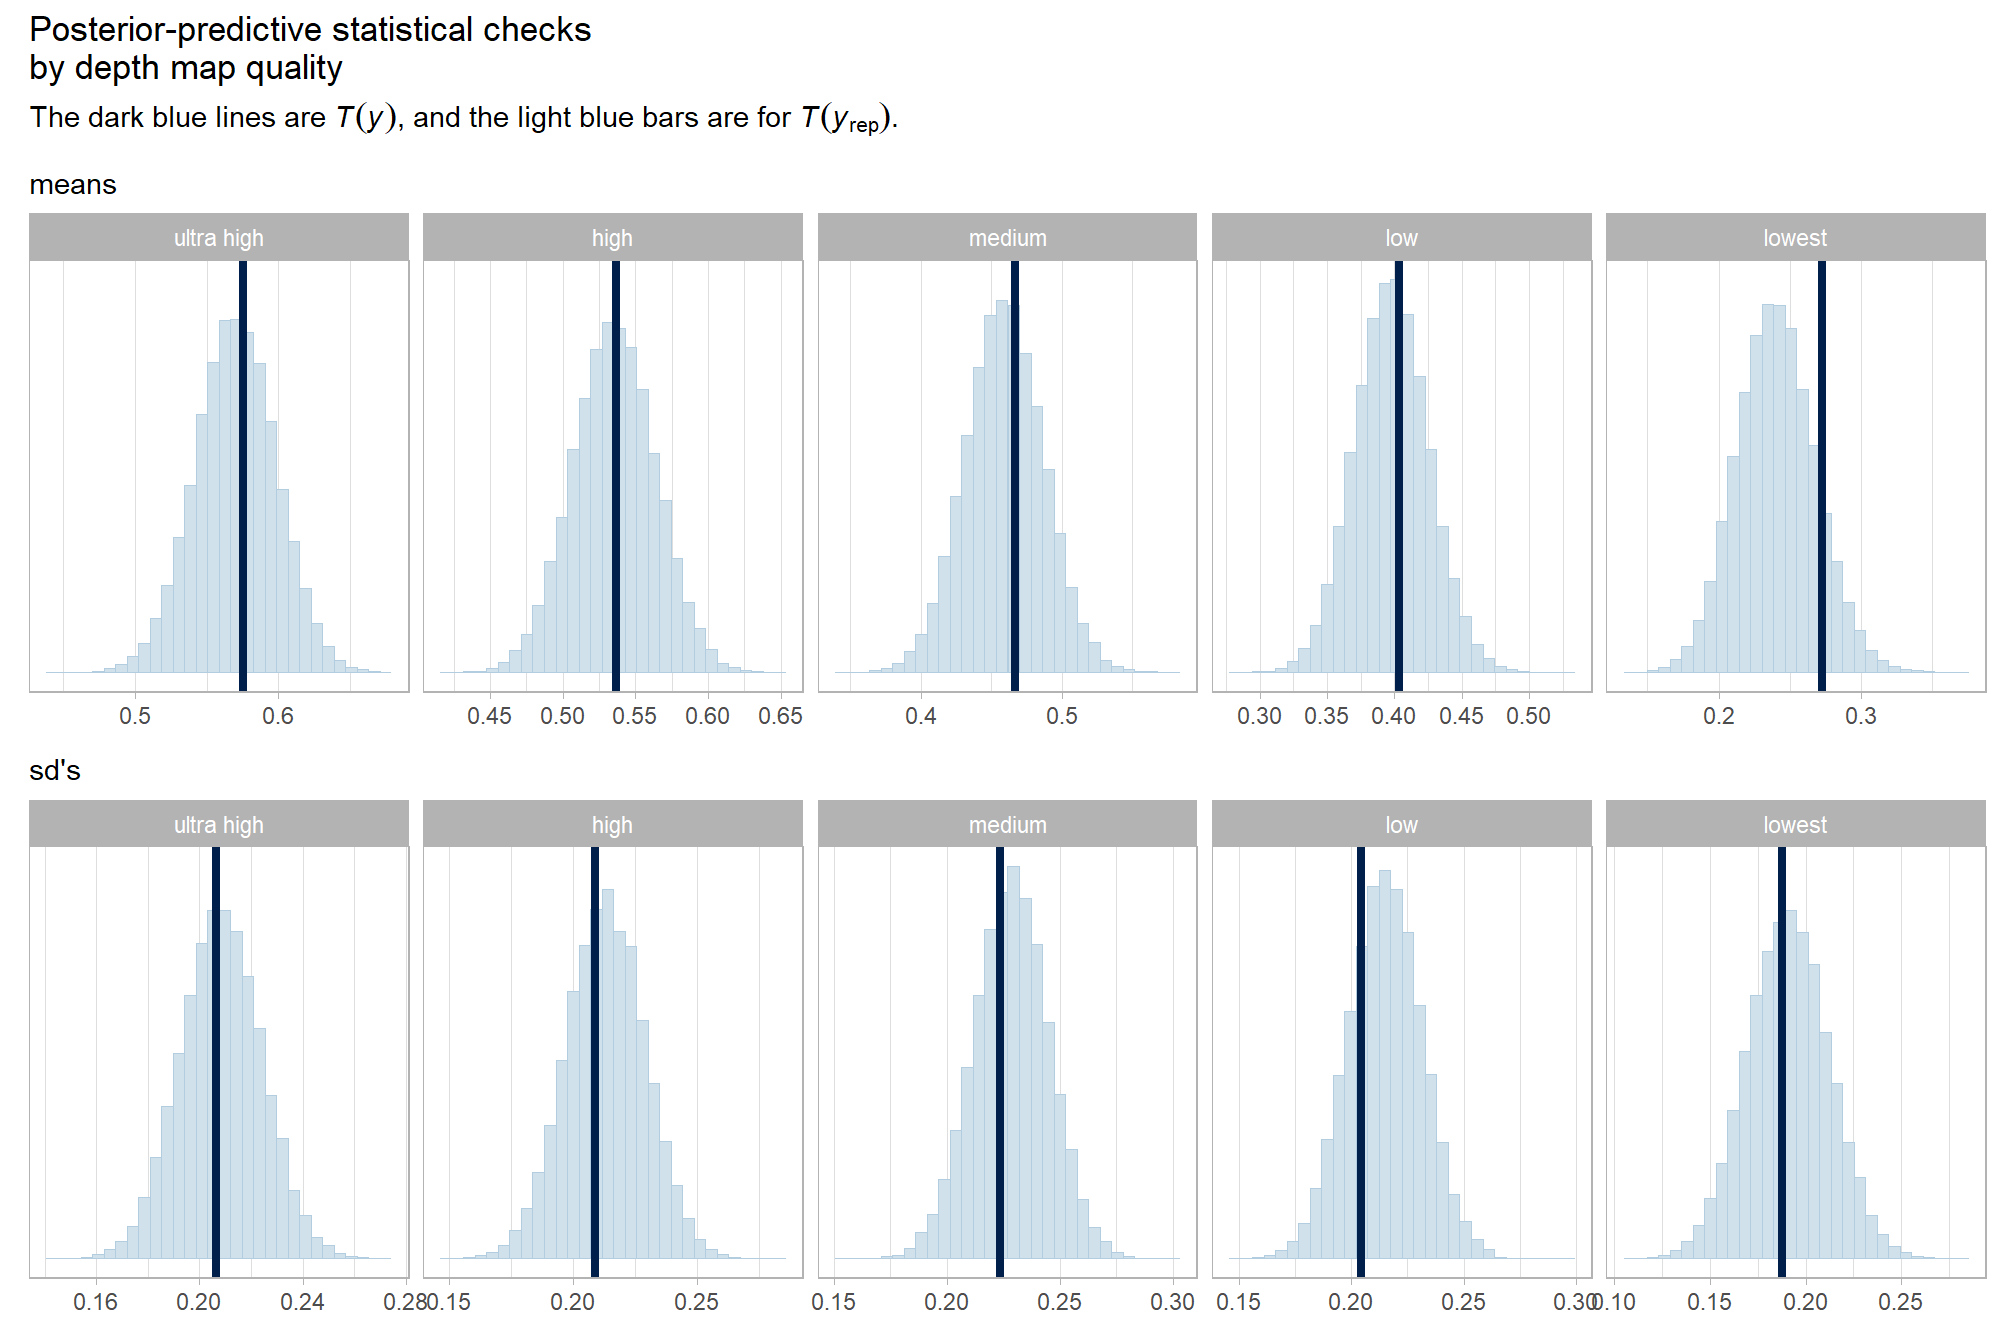 Posterior-predictive statistical checks
by depth map quality
The dark blue lines are T(y), and the light blue bars are for T(y_rep).
means
ultra high high medium low lowest
0.5 0.6 0.45 0.50 0.55 0.60 0.65 0.4 0.5 0.30 0.35 0.40 0.45 0.50 0.2 0.3
sd's
ultra high high medium low lowest
0.16 0.20 0.24 0.28 0.15 0.20 0.25 0.15 0.20 0.25 0.30 0.15 0.20 0.25 0.30 0.10 0.15 0.20 0.25